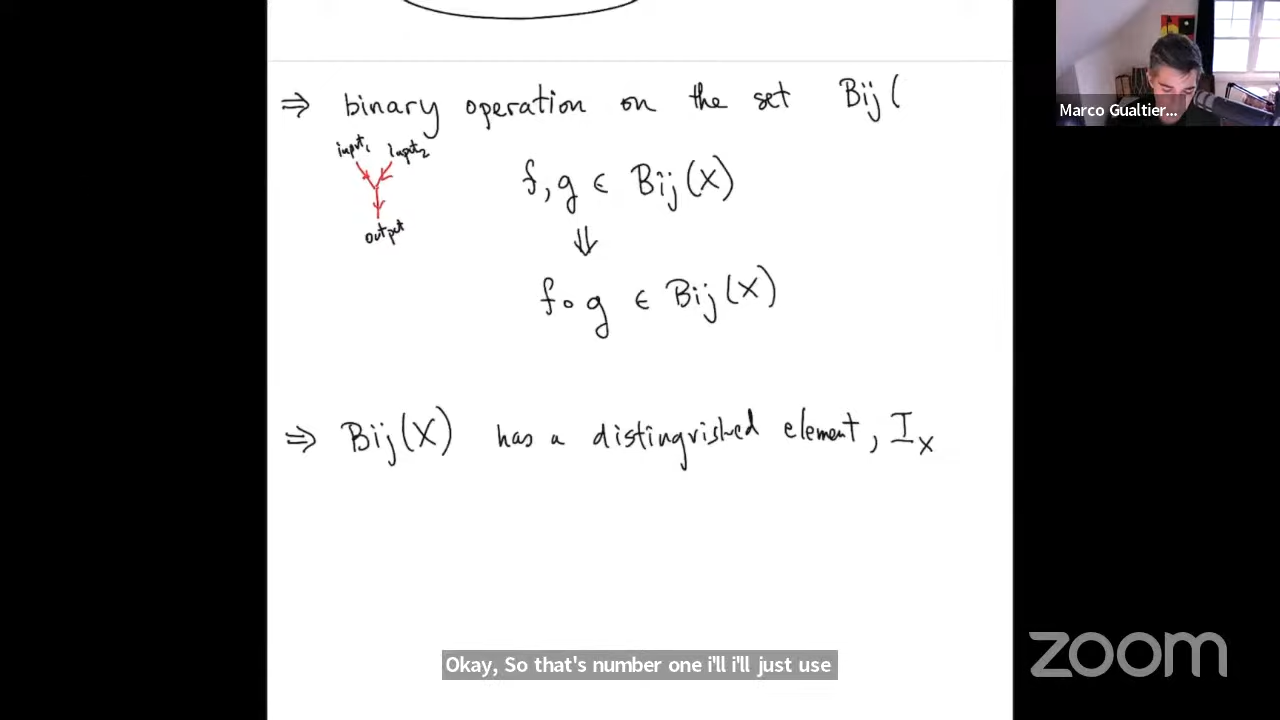 ⇒ binary operation on the set Bij(
input₁ input₂
output
f, g ∈ Bij(X)
⇓
f∘g ∈ Bij(X)
⇒ Bij(X) has a distinguished element, I_X
Okay, So that's number one i'll i'll just use
Marco Gualtier...
zoom